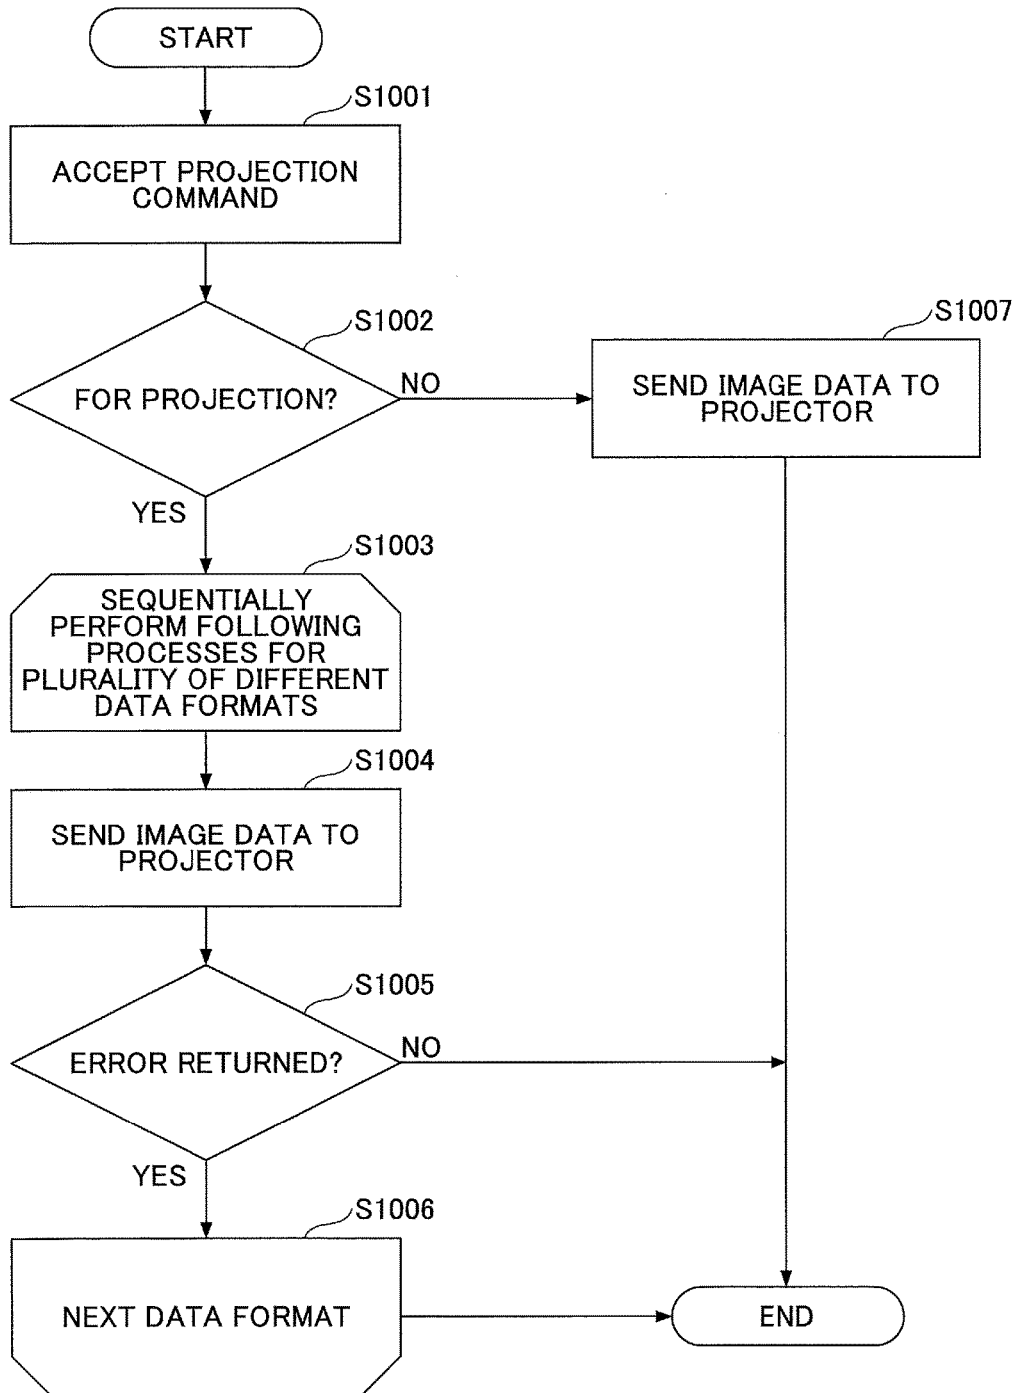 START
S1001
ACCEPT PROJECTION
COMMAND
S1002
FOR PROJECTION?
NO
S1007
SEND IMAGE DATA TO
PROJECTOR
YES
S1003
SEQUENTIALLY
PERFORM FOLLOWING
PROCESSES FOR
PLURALITY OF DIFFERENT
DATA FORMATS
S1004
SEND IMAGE DATA TO
PROJECTOR
S1005
ERROR RETURNED?
NO
YES
S1006
NEXT DATA FORMAT
END